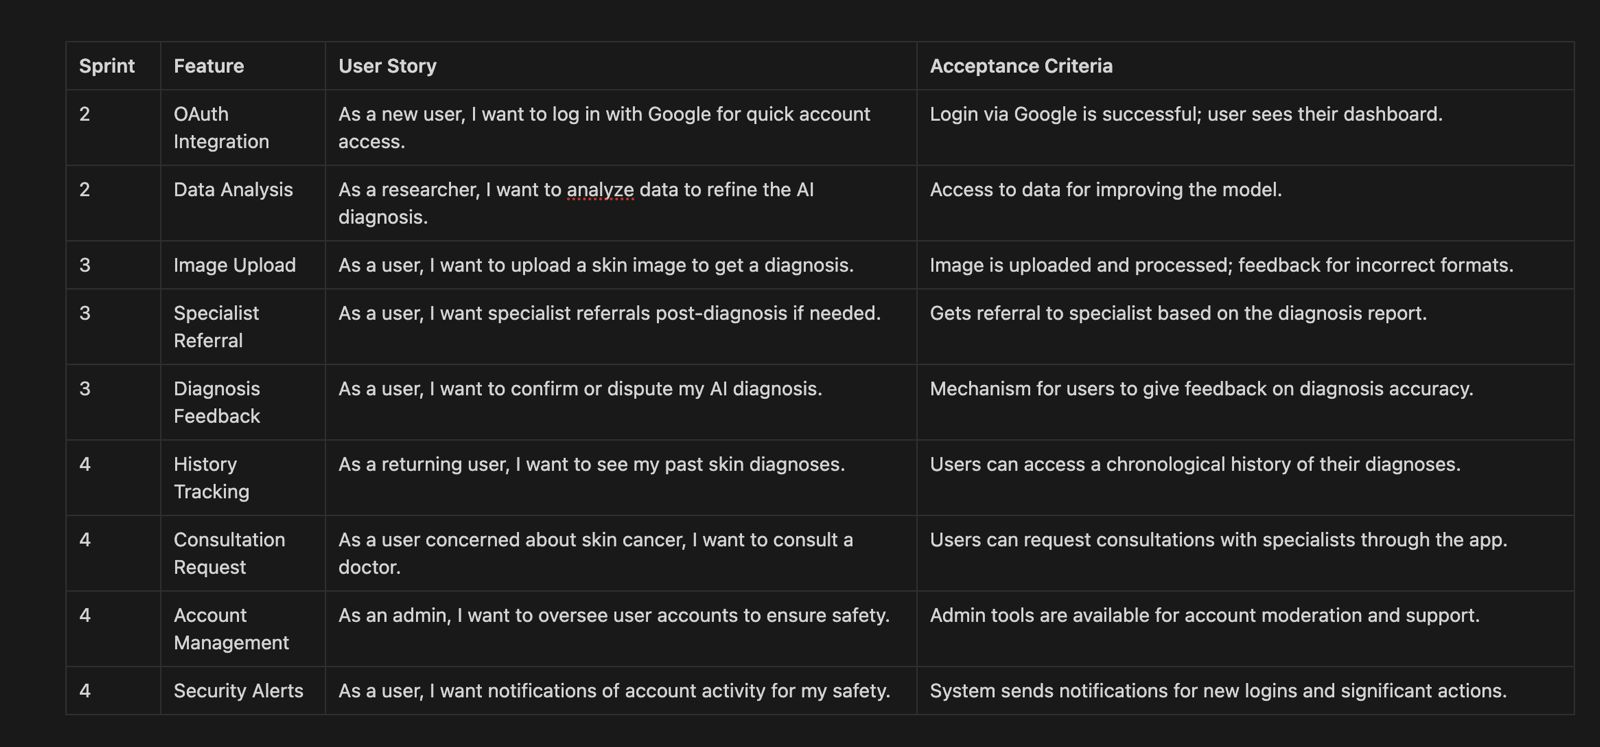 Sprint Feature User Story Acceptance Criteria
2 OAuth As a new user, I want to log in with Google for quick account Login via Google is successful; user sees their dashboard.
Integration access.
2 Data Analysis As a researcher, I want to analyze data to refine the AI Access to data for improving the model.
diagnosis.
3 Image Upload As a user, I want to upload a skin image to get a diagnosis. Image is uploaded and processed; feedback for incorrect formats.
3 Specialist As a user, I want specialist referrals post-diagnosis if needed. Gets referral to specialist based on the diagnosis report.
Referral
3 Diagnosis As a user, I want to confirm or dispute my AI diagnosis. Mechanism for users to give feedback on diagnosis accuracy.
Feedback
4 History As a returning user, I want to see my past skin diagnoses. Users can access a chronological history of their diagnoses.
Tracking
4 Consultation As a user concerned about skin cancer, I want to consult a Users can request consultations with specialists through the app.
Request doctor.
4 Account As an admin, I want to oversee user accounts to ensure safety. Admin tools are available for account moderation and support.
Management
4 Security Alerts As a user, I want notifications of account activity for my safety. System sends notifications for new logins and significant actions.